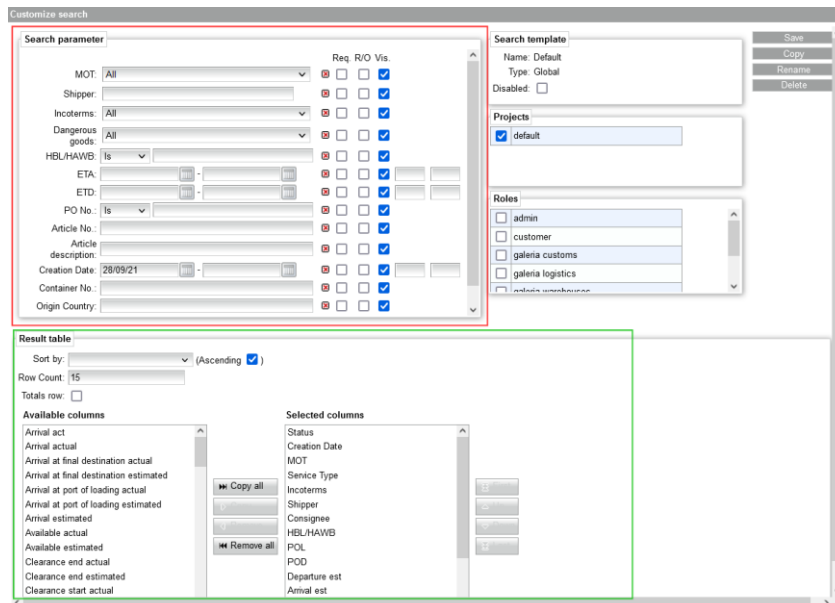 Customize search
Search parameter
Req. R/O Vis.
MOT: All
Shipper:
Incoterms: All
Dangerous goods: All
HBL/HAWB: Is
ETA: -
ETD: -
PO No.: Is
Article No.:
Article description:
Creation Date: 28/09/21 -
Container No.:
Origin Country:
Search template
Name: Default
Type: Global
Disabled:
Save
Copy
Rename
Delete
Projects
default
Roles
admin
customer
galeria customs
galeria logistics
galeria warehouses
Result table
Sort by: (Ascending )
Row Count: 15
Totals row:
Available columns
Arrival act
Arrival actual
Arrival at final destination actual
Arrival at final destination estimated
Arrival at port of loading actual
Arrival at port of loading estimated
Arrival estimated
Available actual
Available estimated
Clearance end actual
Clearance end estimated
Clearance start actual
Copy all
Remove all
Selected columns
Status
Creation Date
MOT
Service Type
Incoterms
Shipper
Consignee
HBL/HAWB
POL
POD
Departure est
Arrival est